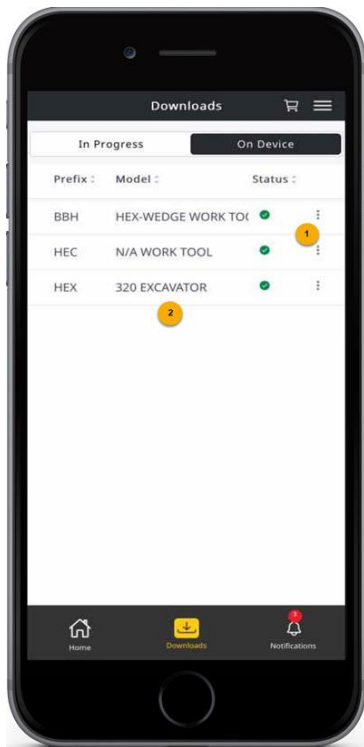 Downloads
In Progress On Device
Prefix Model Status
BBH HEX-WEDGE WORK TOO
1
HEC N/A WORK TOOL
HEX 320 EXCAVATOR
2
3
Home Downloads Notifications